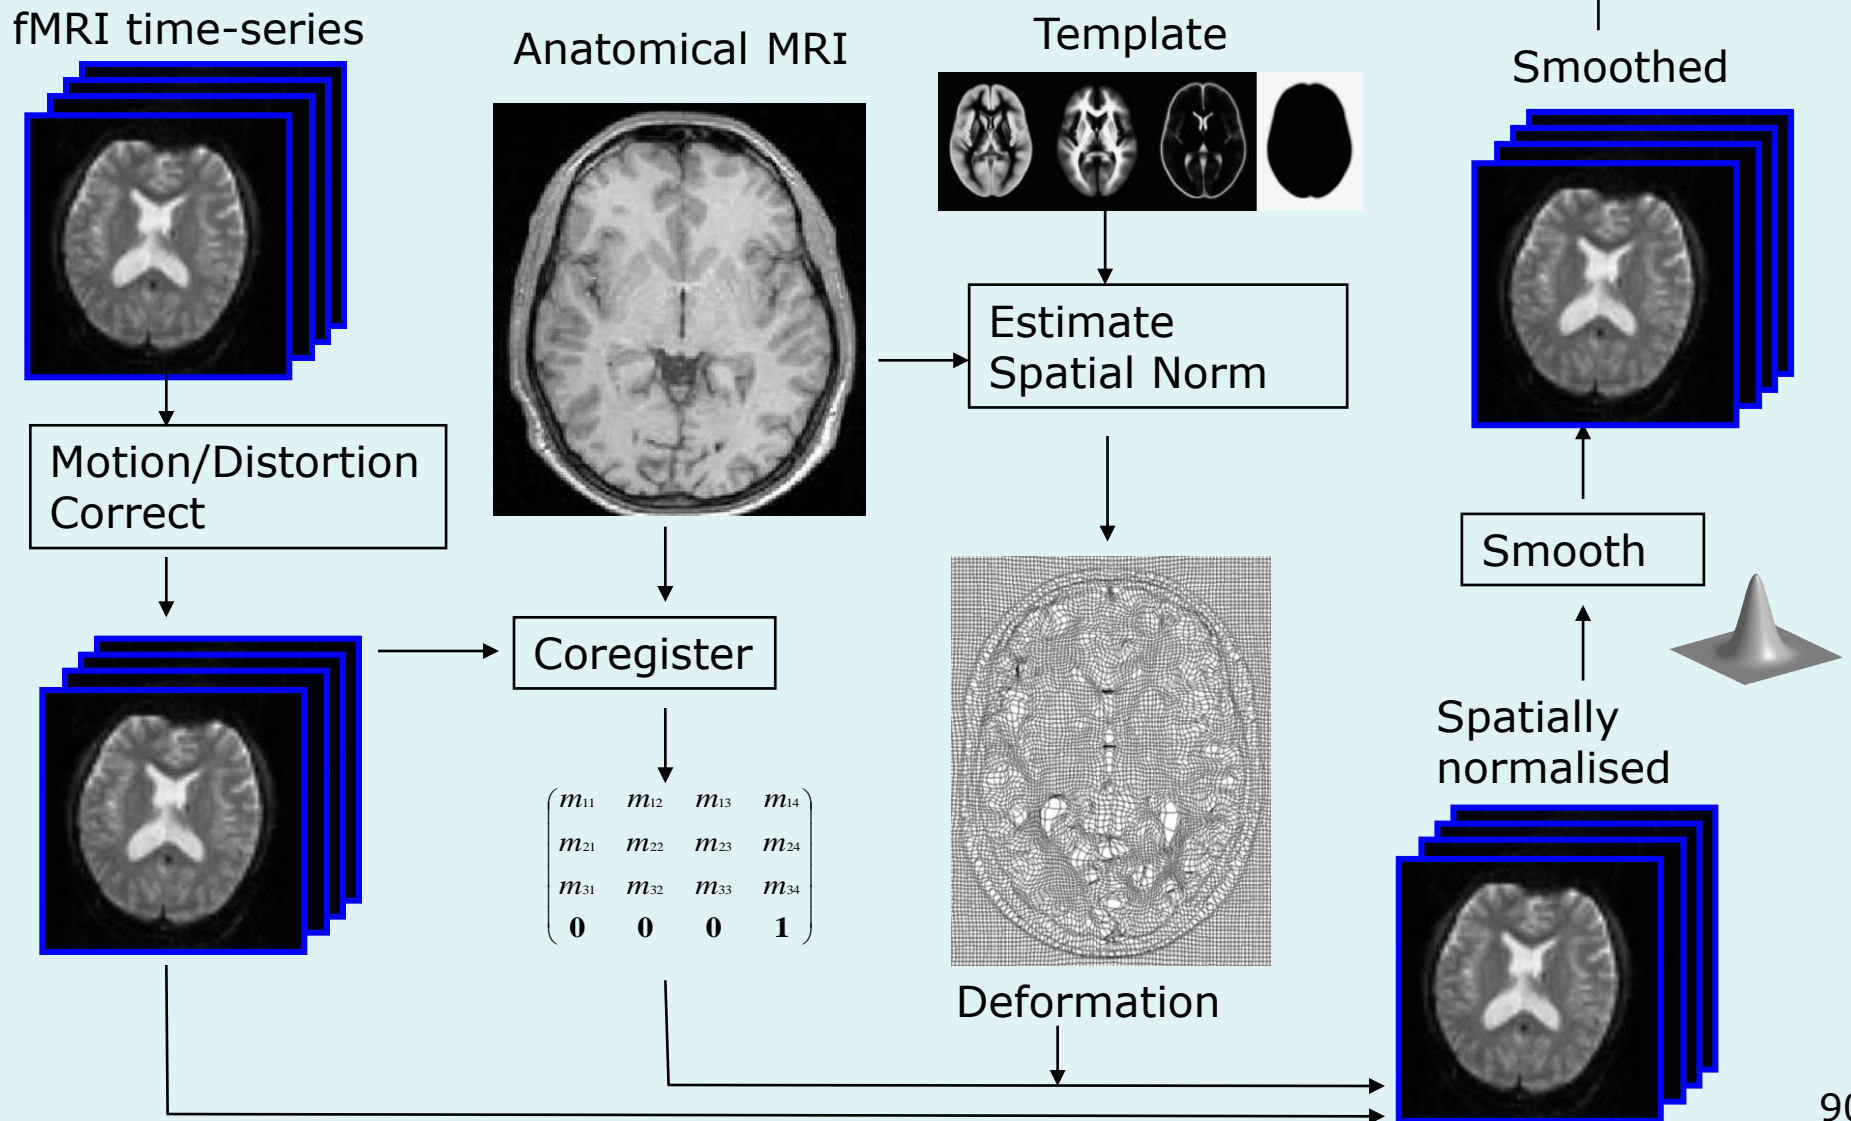 fMRI time-series
Anatomical MRI
Template
Smoothed
Estimate
Spatial Norm
Motion/Distortion
Correct
Smooth
Coregister
Spatially
normalised
m11 m12 m13 m14
m21 m22 m23 m24
m31 m32 m33 m34
0 0 0 1
Deformation
90